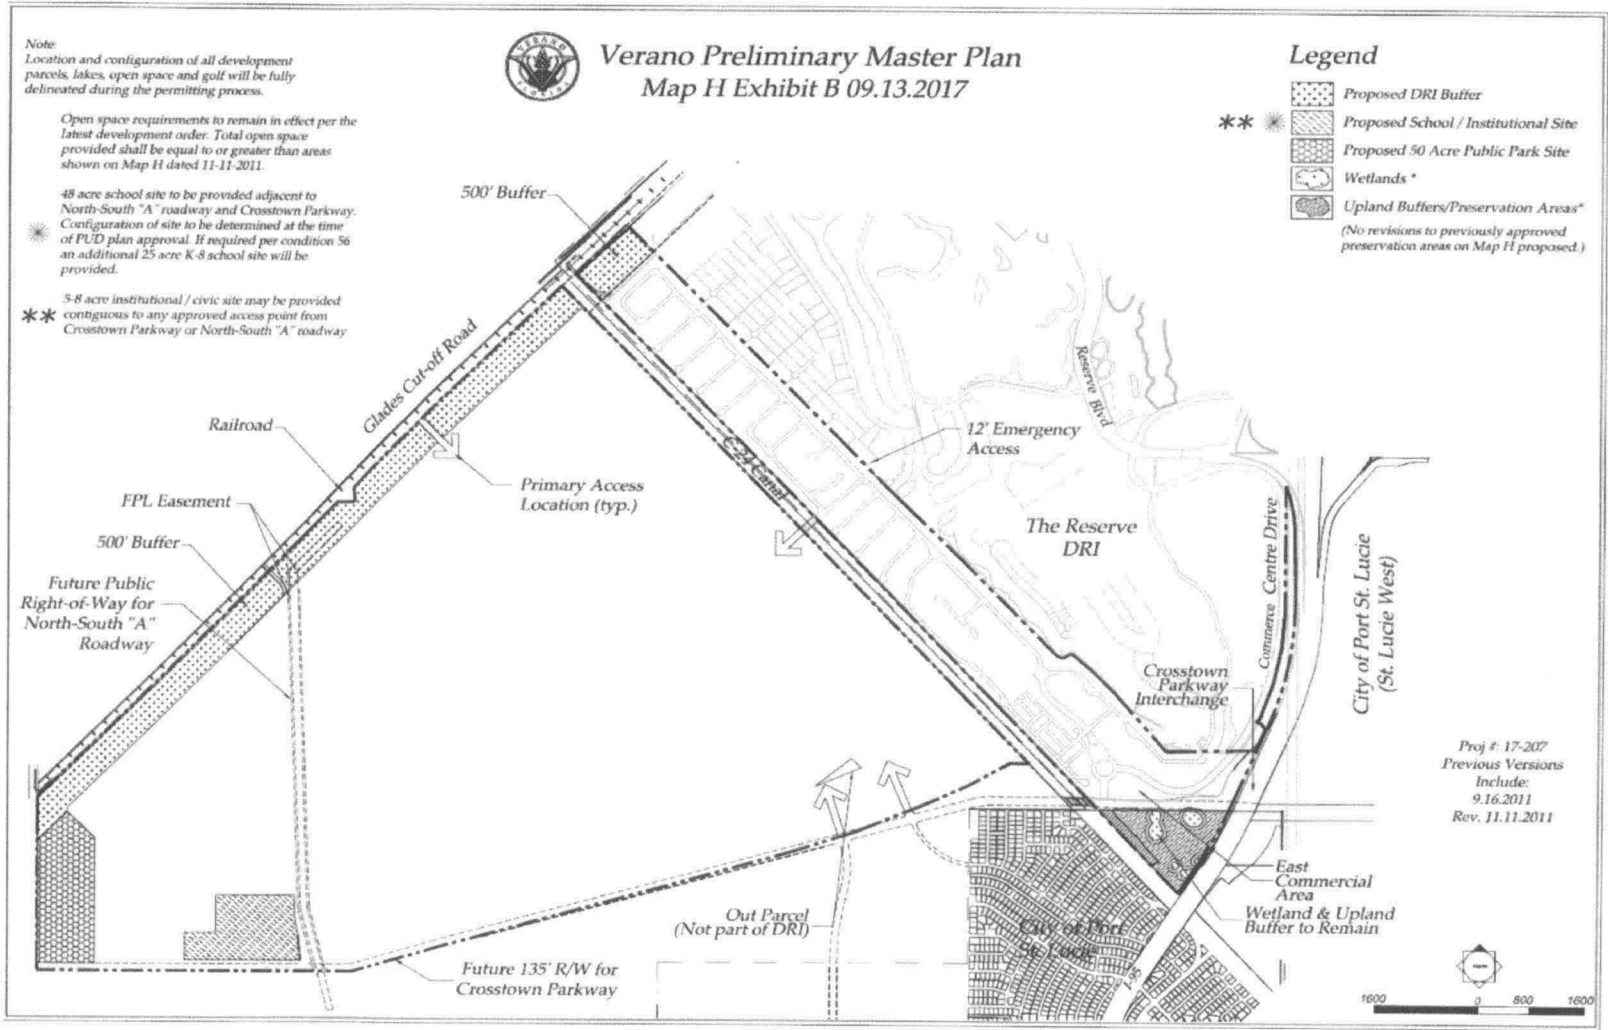 Note:
Location and configuration of all development
parcels, lakes, open space and golf will be fully
delineated during the permitting process.
Open space requirements to remain in effect per the
latest development order. Total open space
provided shall be equal to or greater than areas
shown on Map H dated 11-11-2011.
48 acre school site to be provided adjacent to
North-South "A" roadway and Crosstown Parkway.
Configuration of site to be determined at the time
of PUD plan approval. If required per condition 56
an additional 25 acre K-8 school site will be
provided.
** 5-8 acre institutional / civic site may be provided
contiguous to any approved access point from
Crosstown Parkway or North-South "A" roadway
VERANO
FLORIDA
Verano Preliminary Master Plan
Map H Exhibit B 09.13.2017
Legend
Proposed DRI Buffer
** Proposed School / Institutional Site
Proposed 50 Acre Public Park Site
Wetlands *
Upland Buffers/Preservation Areas*
(No revisions to previously approved
preservation areas on Map H proposed.)
500' Buffer
Glades Cut-off Road
Railroad
FPL Easement
500' Buffer
Future Public
Right-of-Way for
North-South "A"
Roadway
Primary Access
Location (typ.)
C-24 Canal
12' Emergency
Access
Reserve Blvd
The Reserve
DRI
Commerce Centre Drive
City of Port St. Lucie
(St. Lucie West)
Crosstown
Parkway
Interchange
Proj #: 17-207
Previous Versions
Include:
9.16.2011
Rev. 11.11.2011
East
Commercial
Area
Wetland & Upland
Buffer to Remain
Out Parcel
(Not part of DRI)
City of Port
St. Lucie
I-95
Future 135' R/W for
Crosstown Parkway
1600 0 800 1600